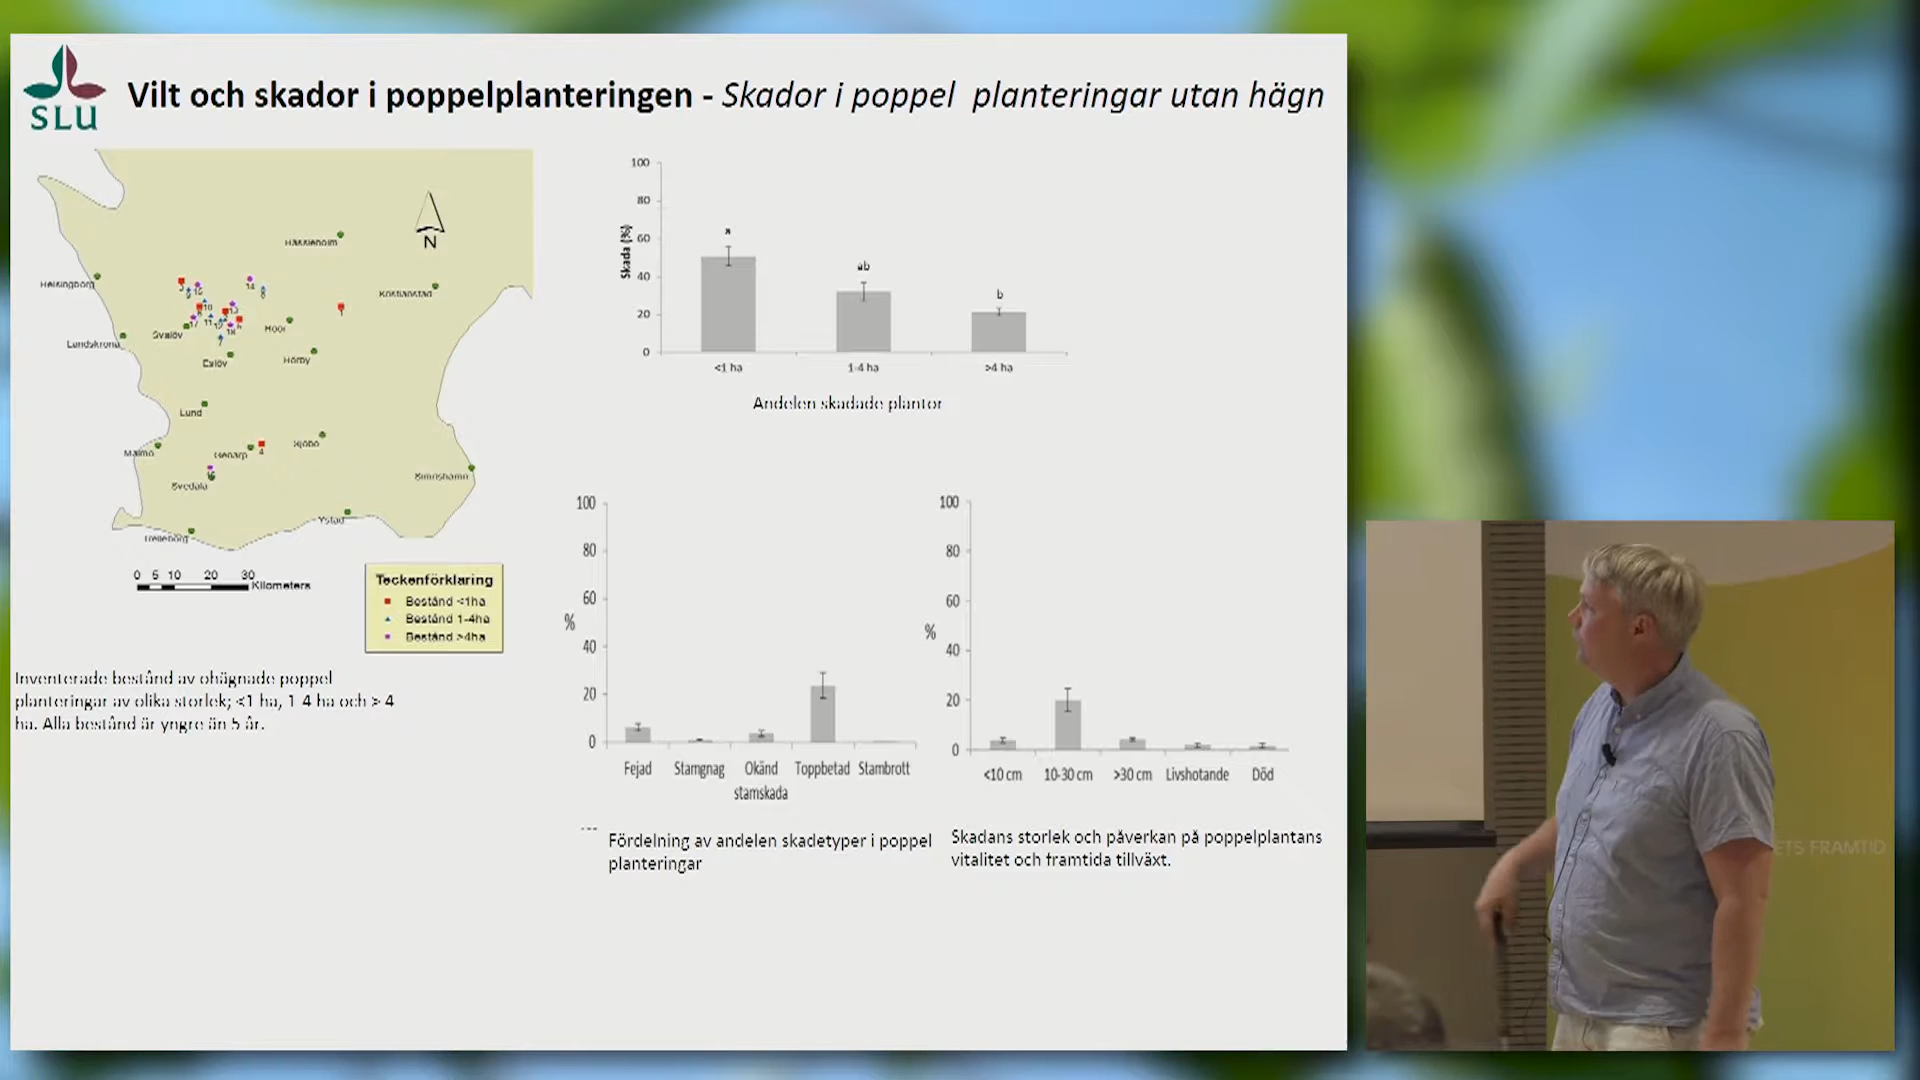 SLU
Vilt och skador i poppelplanteringen - Skador i poppel planteringar utan hägn
N
Hässleholm
Helsingborg
Kristianstad
Landskrona
Svalöv
Höör
Eslöv
Hörby
Lund
Malmö
Genarp
Sjöbo
Svedala
Simrishamn
Ystad
Trelleborg
0 5 10 20 30
Kilometers
Teckenförklaring
Bestånd <1ha
Bestånd 1-4ha
Bestånd >4ha
Inventerade bestånd av ohägnade poppel
planteringar av olika storlek; <1 ha, 1-4 ha och > 4
ha. Alla bestånd är yngre än 5 år.
100
80
60
40
20
0
Skada (%)
a
ab
b
<1 ha
1-4 ha
>4 ha
Andelen skadade plantor
100
80
60
40
20
0
%
Fejad
Stamgnag
Okänd
stamskada
Toppbetad
Stambrott
---
Fördelning av andelen skadetyper i poppel
planteringar
100
80
60
40
20
0
%
<10 cm
10-30 cm
>30 cm
Livshotande
Död
Skadans storlek och påverkan på poppelplantans
vitalitet och framtida tillväxt.
ETS FRAMTID